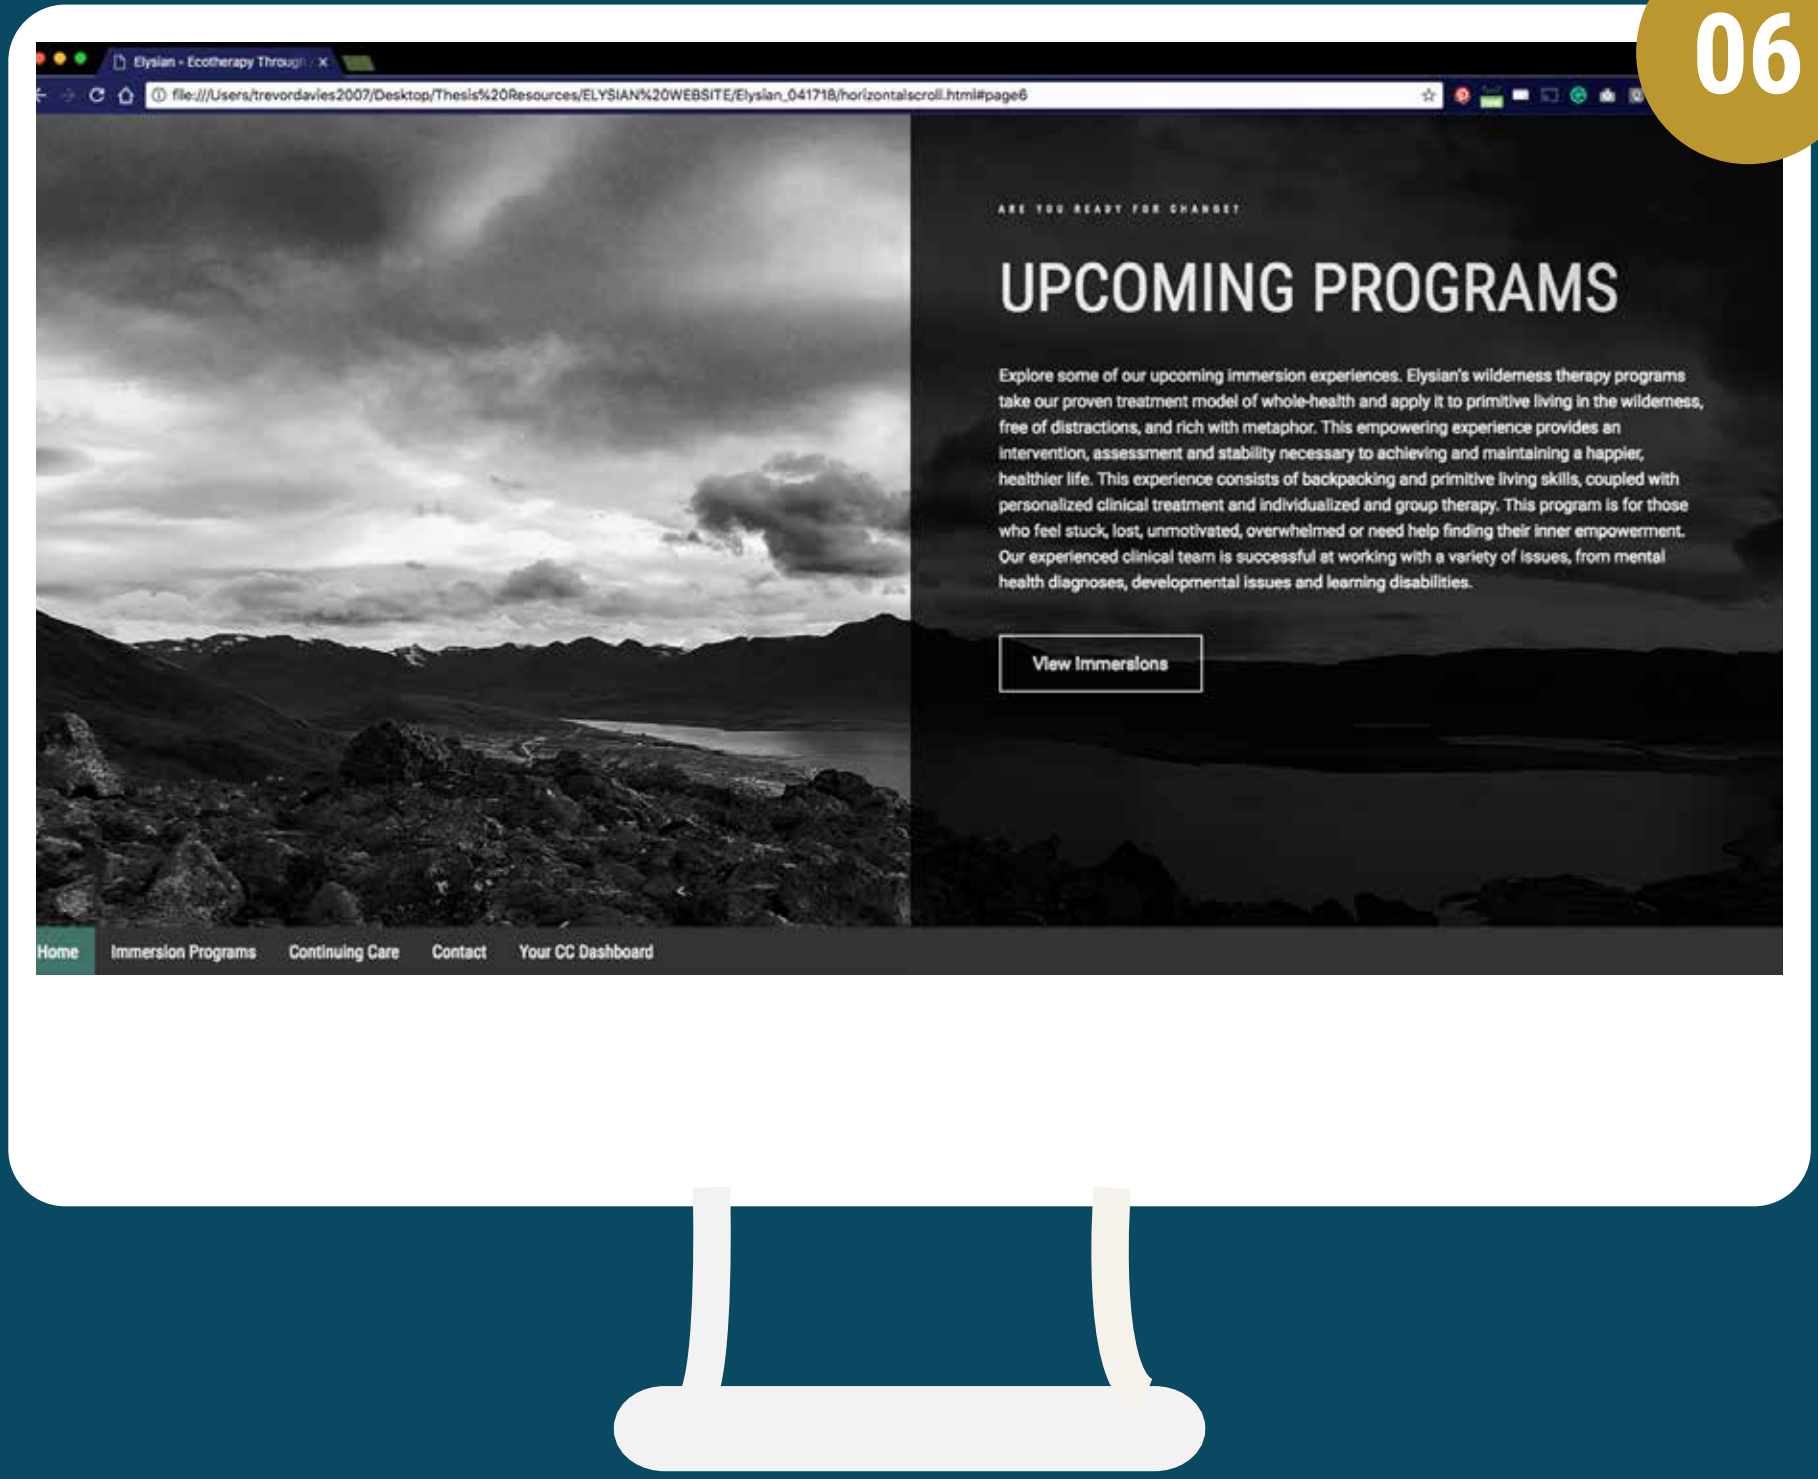 06
Elysian - Ecotherapy Through
file:///Users/trevordavies2007/Desktop/Thesis%20Resources/ELYSIAN%20WEBSITE/Elysian_041718/horizontalscroll.html#page6
ARE YOU READY FOR CHANGE?
UPCOMING PROGRAMS
Explore some of our upcoming immersion experiences. Elysian's wilderness therapy programs
take our proven treatment model of whole-health and apply it to primitive living in the wilderness,
free of distractions, and rich with metaphor. This empowering experience provides an
intervention, assessment and stability necessary to achieving and maintaining a happier,
healthier life. This experience consists of backpacking and primitive living skills, coupled with
personalized clinical treatment and individualized and group therapy. This program is for those
who feel stuck, lost, unmotivated, overwhelmed or need help finding their inner empowerment.
Our experienced clinical team is successful at working with a variety of issues, from mental
health diagnoses, developmental issues and learning disabilities.
View Immersions
Home Immersion Programs Continuing Care Contact Your CC Dashboard